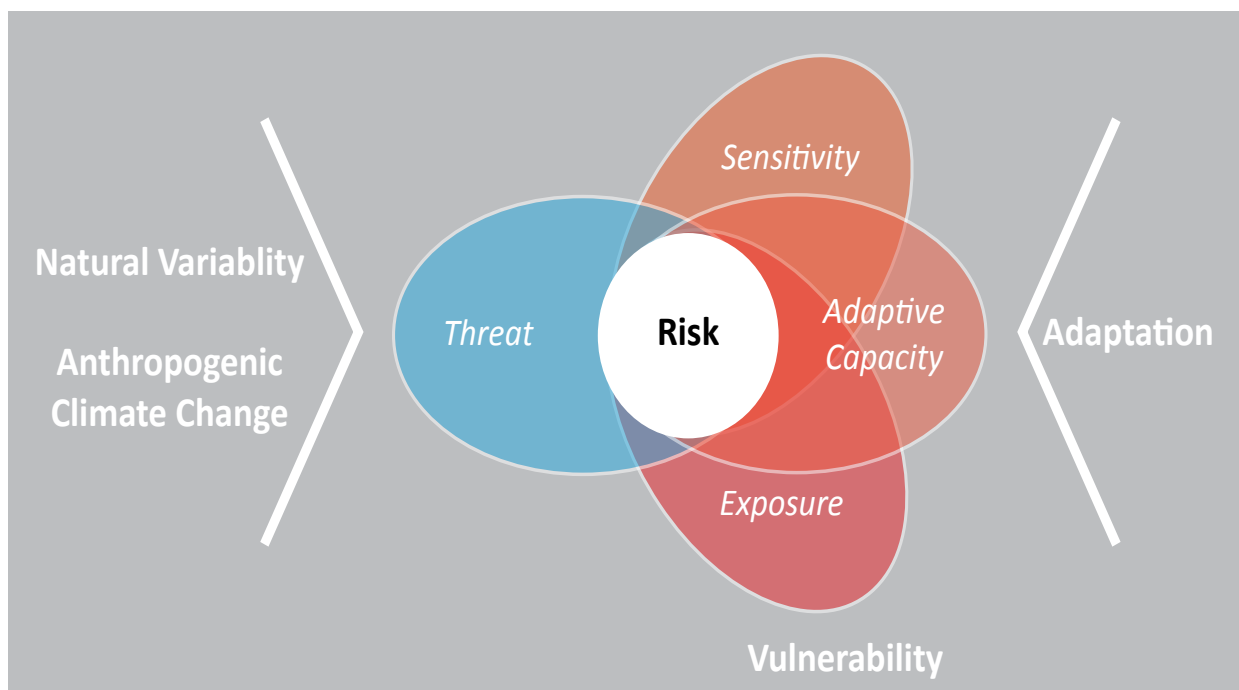 Sensitivity
Natural Variablity
Anthropogenic
Climate Change
Threat
Risk
Adaptive
Capacity
Adaptation
Exposure
Vulnerability